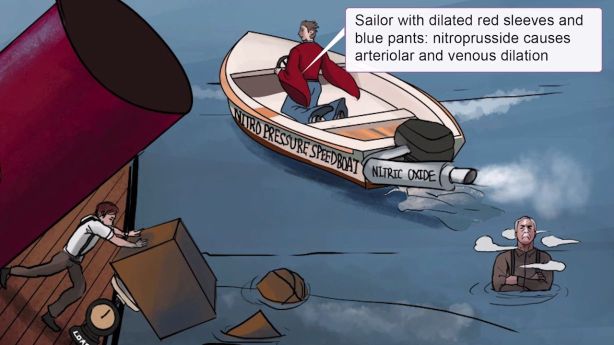 Sailor with dilated red sleeves and
blue pants: nitroprusside causes
arteriolar and venous dilation
NITRO PRESSURE SPEEDBOAT
NITRIC OXIDE
LOAD